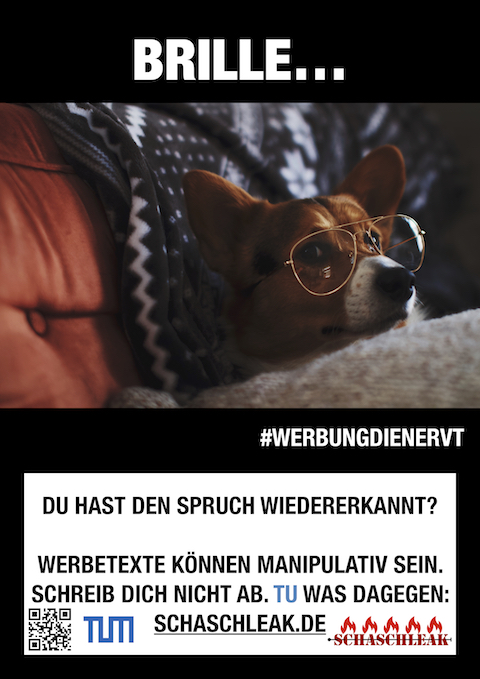 BRILLE…
#WERBUNGDIENERVT
DU HAST DEN SPRUCH WIEDERERKANNT?
WERBETEXTE KÖNNEN MANIPULATIV SEIN.
SCHREIB DICH NICHT AB. TU WAS DAGEGEN:
TUM
SCHASCHLEAK.DE
SCHASCHLEAK